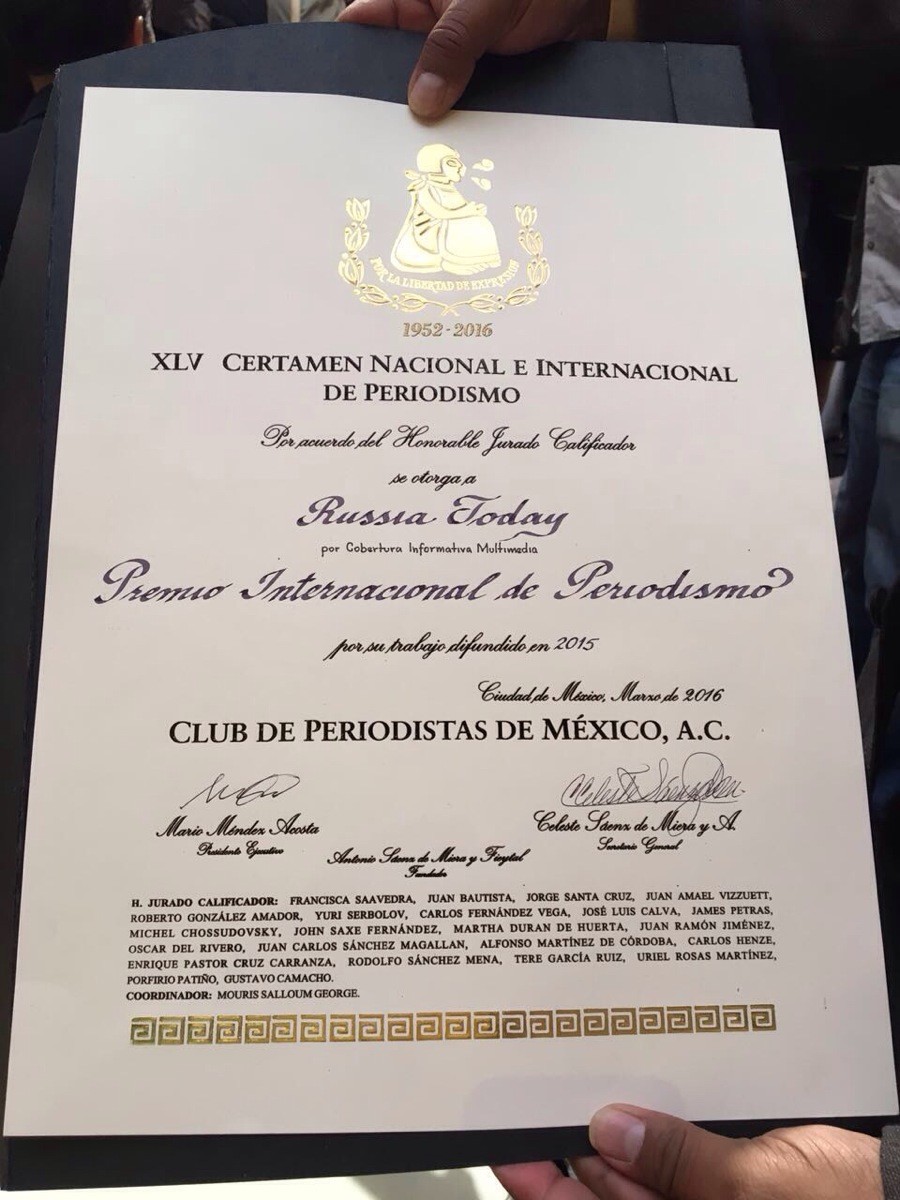 POR LA LIBERTAD DE EXPRESIÓN
1952-2016
XLV CERTAMEN NACIONAL E INTERNACIONAL
DE PERIODISMO
Por acuerdo del Honorable Jurado Calificador
se otorga a
Russia Today
por Cobertura Informativa Multimedia
Premio Internacional de Periodismo
por su trabajo difundido en 2015
Ciudad de México, Marzo de 2016
CLUB DE PERIODISTAS DE MÉXICO, A.C.
Mario Méndez Acosta
Presidente Ejecutivo
Celeste Sáenz de Miera y A.
Secretario General
Antonio Sáenz de Miera y Fieytal
Fundador
H. JURADO CALIFICADOR: FRANCISCA SAAVEDRA, JUAN BAUTISTA, JORGE SANTA CRUZ, JUAN AMAEL VIZZUETT,
ROBERTO GONZÁLEZ AMADOR, YURI SERBOLOV, CARLOS FERNÁNDEZ VEGA, JOSÉ LUIS CALVA, JAMES PETRAS,
MICHEL CHOSSUDOVSKY, JOHN SAXE FERNÁNDEZ, MARTHA DURAN DE HUERTA, JUAN RAMÓN JIMÉNEZ,
OSCAR DEL RIVERO, JUAN CARLOS SÁNCHEZ MAGALLAN, ALFONSO MARTÍNEZ DE CÓRDOBA, CARLOS HENZE,
ENRIQUE PASTOR CRUZ CARRANZA, RODOLFO SÁNCHEZ MENA, TERE GARCÍA RUIZ, URIEL ROSAS MARTÍNEZ,
PORFIRIO PATIÑO, GUSTAVO CAMACHO.
COORDINADOR: MOURIS SALLOUM GEORGE.